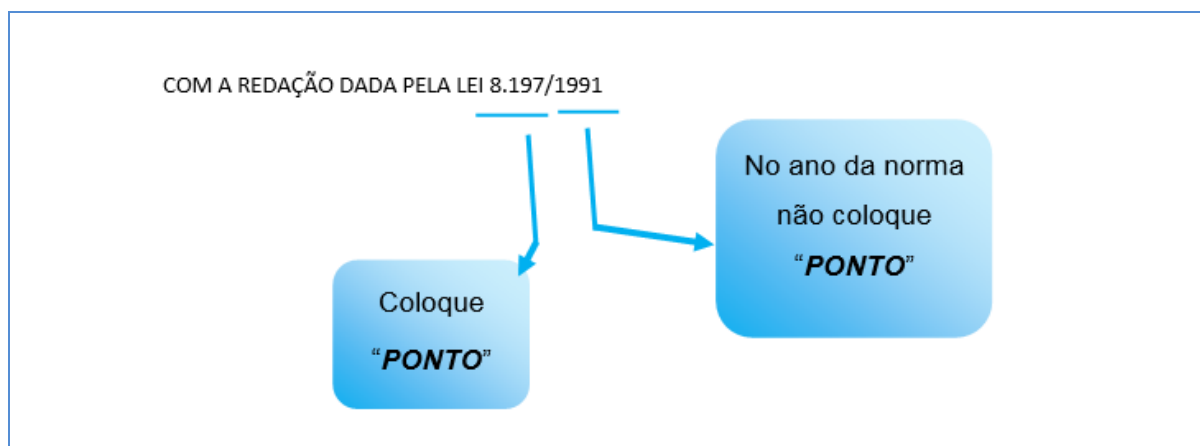 COM A REDAÇÃO DADA PELA LEI 8.197/1991
No ano da norma
não coloque
“PONTO”
Coloque
“PONTO”